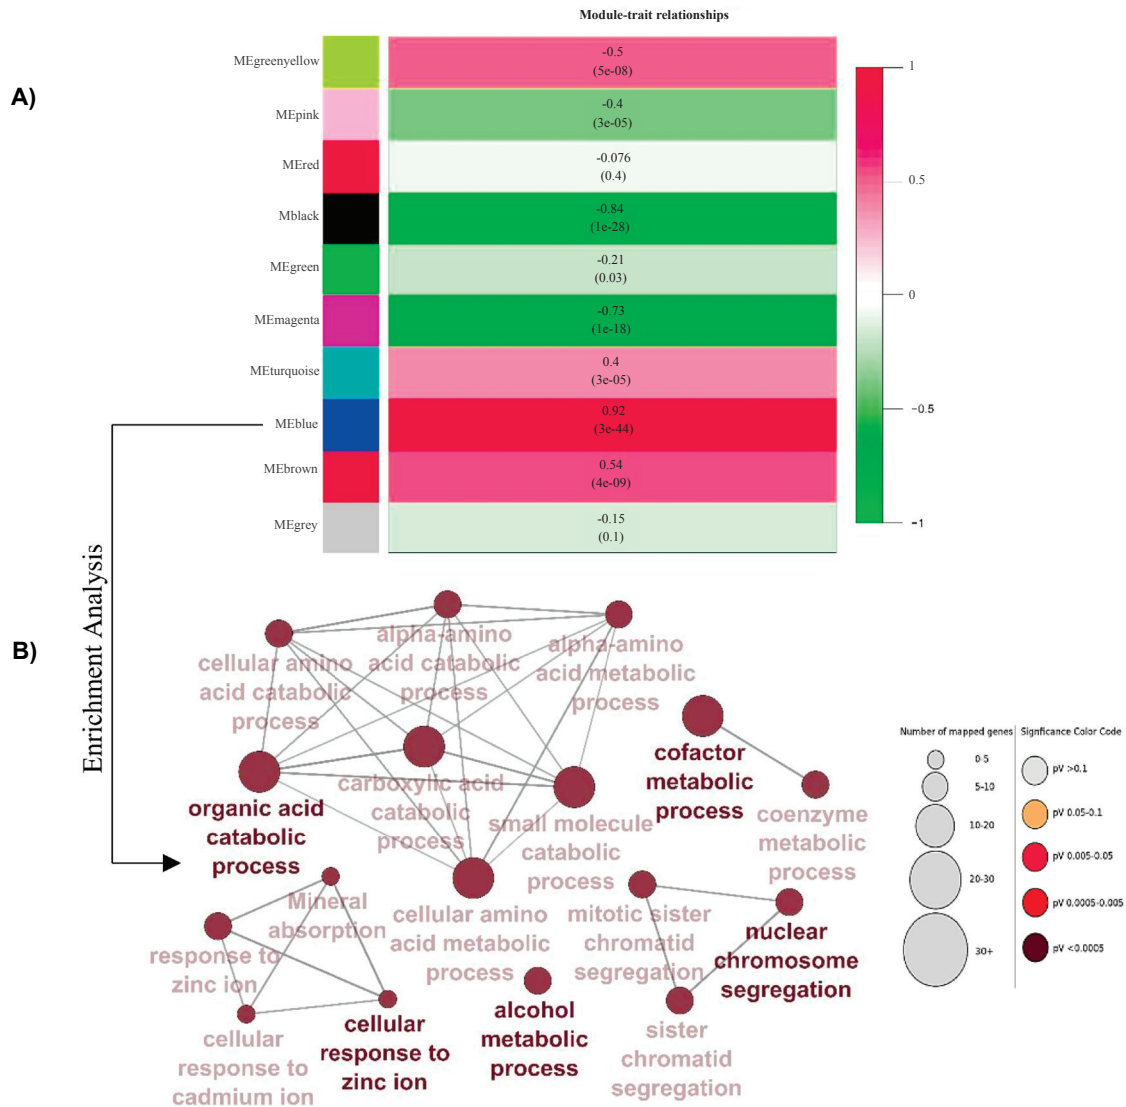 Module-trait relationships
A)
MEgreenyellow
-0.5
(5e-08)
MEpink
-0.4
(3e-05)
MEred
-0.076
(0.4)
Mblack
-0.84
(1e-28)
MEgreen
-0.21
(0.03)
MEmagenta
-0.73
(1e-18)
MEturquoise
0.4
(3e-05)
MEblue
0.92
(3e-44)
MEbrown
0.54
(4e-09)
MEgrey
-0.15
(0.1)
1
0.5
0
-0.5
-1
Enrichment Analysis
B)
cellular amino
acid catabolic
process
alpha-amino
acid catabolic
process
alpha-amino
acid metabolic
process
organic acid
catabolic
process
carboxylic acid
catabolic
process
small molecule
catabolic
process
cofactor
metabolic
process
coenzyme
metabolic
process
Mineral
absorption
response to
zinc ion
cellular
response to
cadmium ion
cellular
response to
zinc ion
cellular amino
acid metabolic
process
alcohol
metabolic
process
mitotic sister
chromatid
segregation
nuclear
chromosome
segregation
sister
chromatid
segregation
Number of mapped genes
0-5
5-10
10-20
20-30
30+
Signficance Color Code
pV >0.1
pV 0.05-0.1
pV 0.005-0.05
pV 0.0005-0.005
pV <0.0005